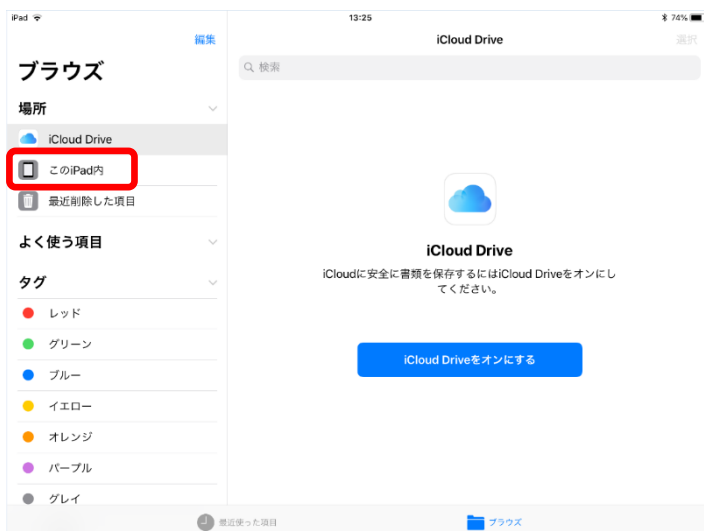 iPad
13:25
74%
編集
iCloud Drive
選択
ブラウズ
検索
場所
iCloud Drive
このiPad内
最近削除した項目
よく使う項目
タグ
レッド
グリーン
ブルー
イエロー
オレンジ
パープル
グレイ
iCloud Drive
iCloudに安全に書類を保存するにはiCloud Driveをオンにし
てください。
iCloud Driveをオンにする
最近使った項目
ブラウズ